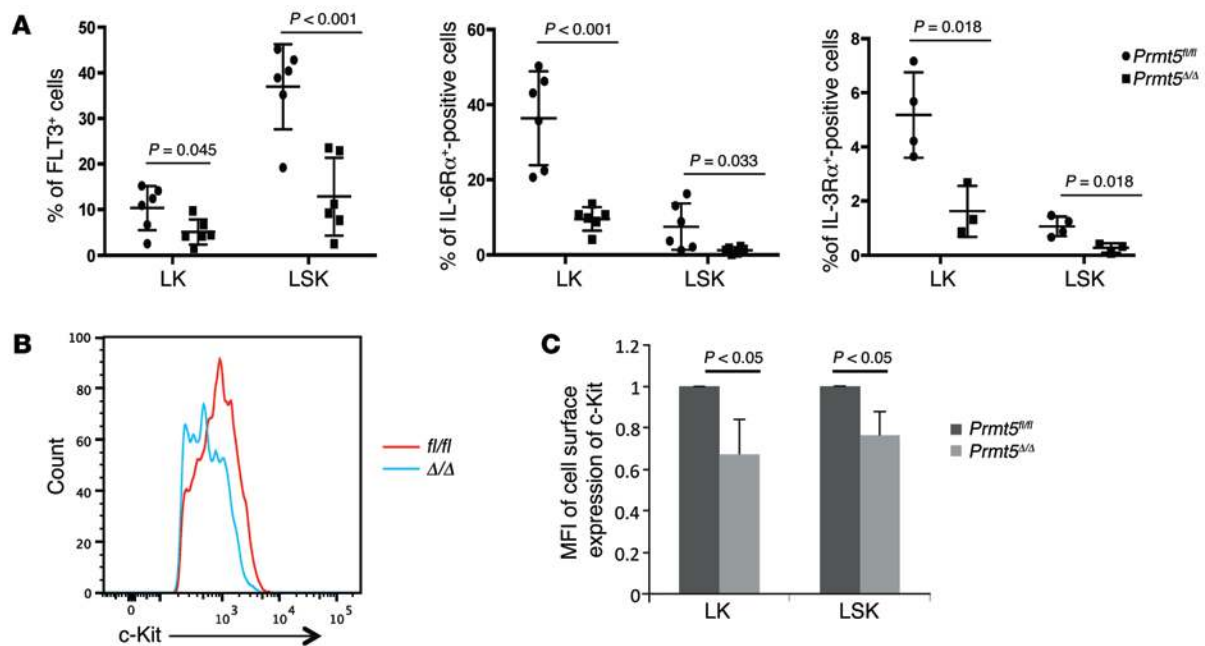 A
% of FLT3⁺ cells
50
40
30
20
10
0
P < 0.001
P = 0.045
LK
LSK
% of IL-6Rα⁺-positive cells
60
40
20
0
P < 0.001
P = 0.033
LK
LSK
%of IL-3Rα⁺-positive cells
8
6
4
2
0
P = 0.018
P = 0.018
LK
LSK
Prmt5fl/fl
Prmt5Δ/Δ
B
Count
100
80
60
40
20
0
0
10³
10⁴
10⁵
c-Kit
fl/fl
Δ/Δ
C
MFI of cell surface
expression of c-Kit
1.2
1
0.8
0.6
0.4
0.2
0
P < 0.05
P < 0.05
LK
LSK
Prmt5fl/fl
Prmt5Δ/Δ